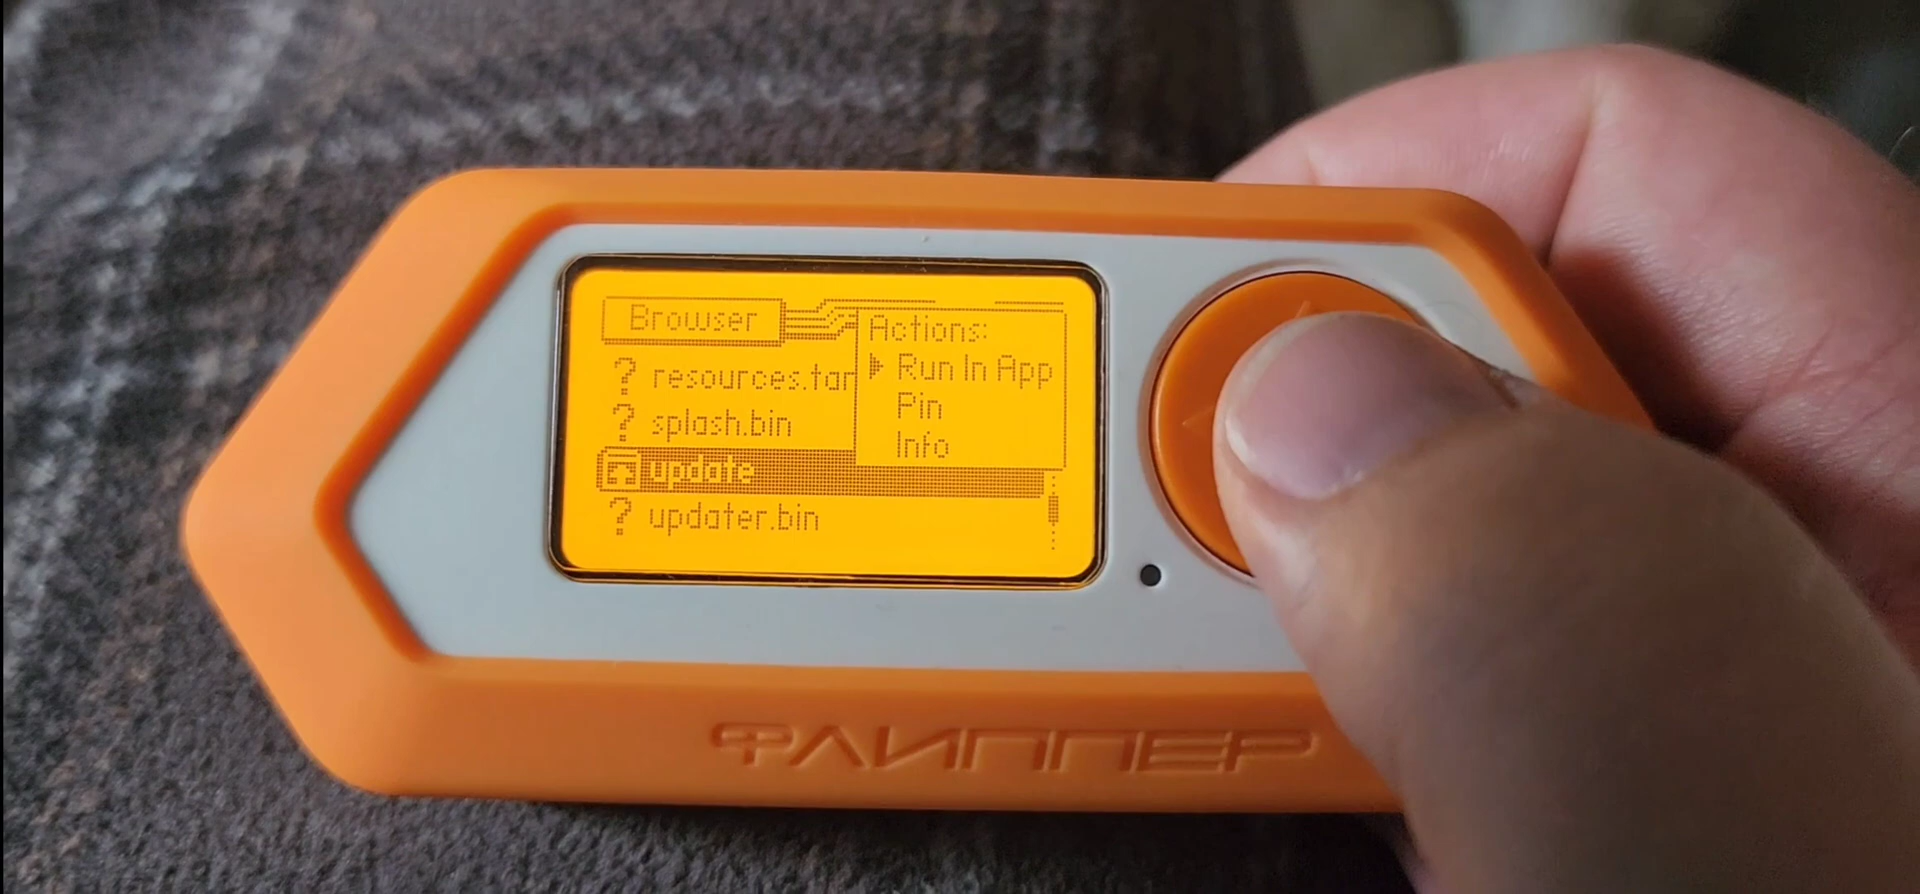 Browser
Actions:
resources.tar
Run In App
splash.bin
Pin
Info
update
updater.bin
ФЛИППЕР